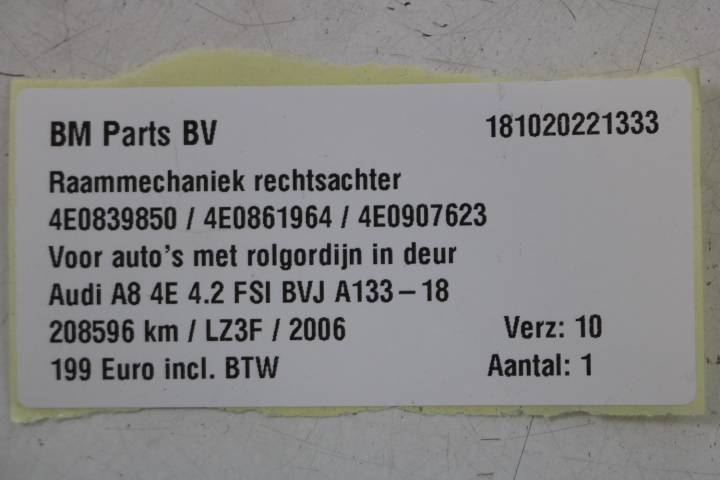 BM Parts BV 181020221333
Raammechaniek rechtsachter
4E0839850 / 4E0861964 / 4E0907623
Voor auto's met rolgordijn in deur
Audi A8 4E 4.2 FSI BVJ A133 – 18
208596 km / LZ3F / 2006 Verz: 10
199 Euro incl. BTW Aantal: 1